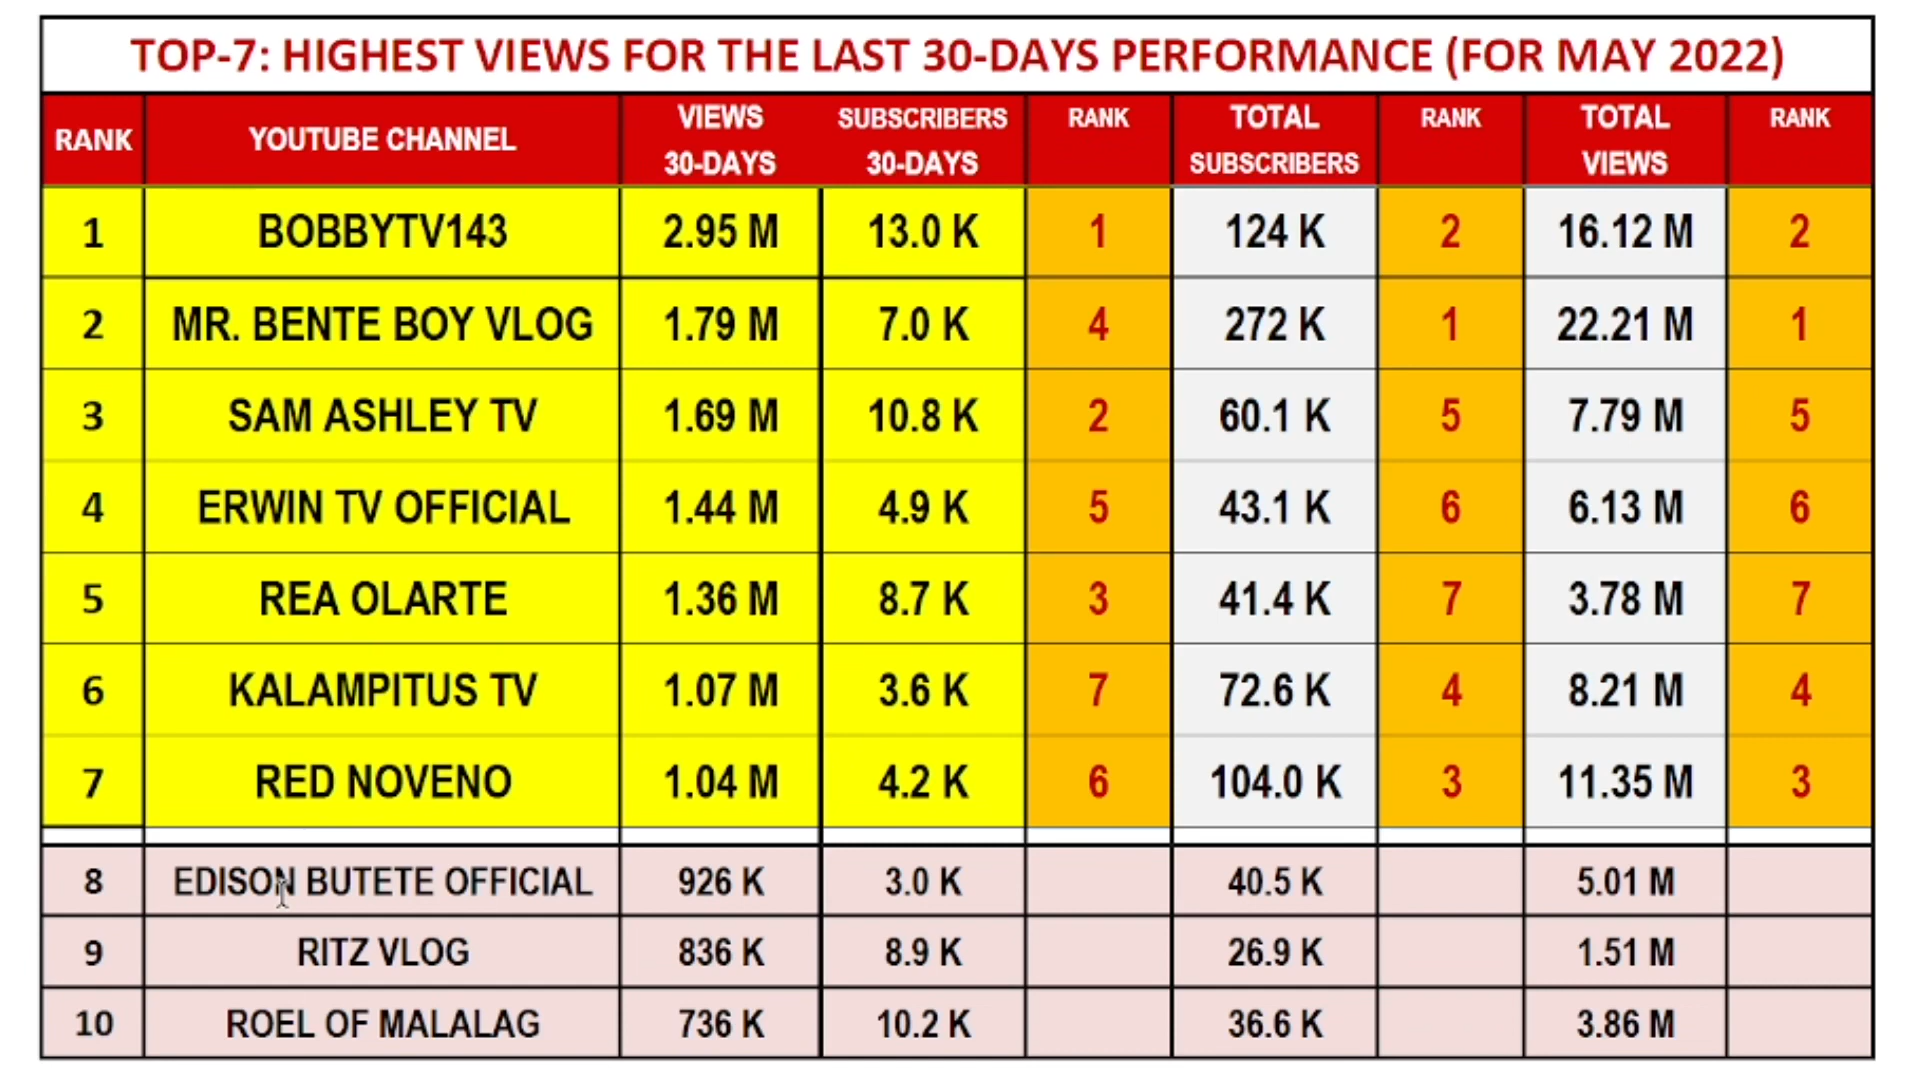 TOP-7: HIGHEST VIEWS FOR THE LAST 30-DAYS PERFORMANCE (FOR MAY 2022)
RANK YOUTUBE CHANNEL VIEWS 30-DAYS SUBSCRIBERS 30-DAYS RANK TOTAL SUBSCRIBERS RANK TOTAL VIEWS RANK
1 BOBBYTV143 2.95 M 13.0 K 1 124 K 2 16.12 M 2
2 MR. BENTE BOY VLOG 1.79 M 7.0 K 4 272 K 1 22.21 M 1
3 SAM ASHLEY TV 1.69 M 10.8 K 2 60.1 K 5 7.79 M 5
4 ERWIN TV OFFICIAL 1.44 M 4.9 K 5 43.1 K 6 6.13 M 6
5 REA OLARTE 1.36 M 8.7 K 3 41.4 K 7 3.78 M 7
6 KALAMPITUS TV 1.07 M 3.6 K 7 72.6 K 4 8.21 M 4
7 RED NOVENO 1.04 M 4.2 K 6 104.0 K 3 11.35 M 3
8 EDISON BUTETE OFFICIAL 926 K 3.0 K 40.5 K 5.01 M
9 RITZ VLOG 836 K 8.9 K 26.9 K 1.51 M
10 ROEL OF MALALAG 736 K 10.2 K 36.6 K 3.86 M